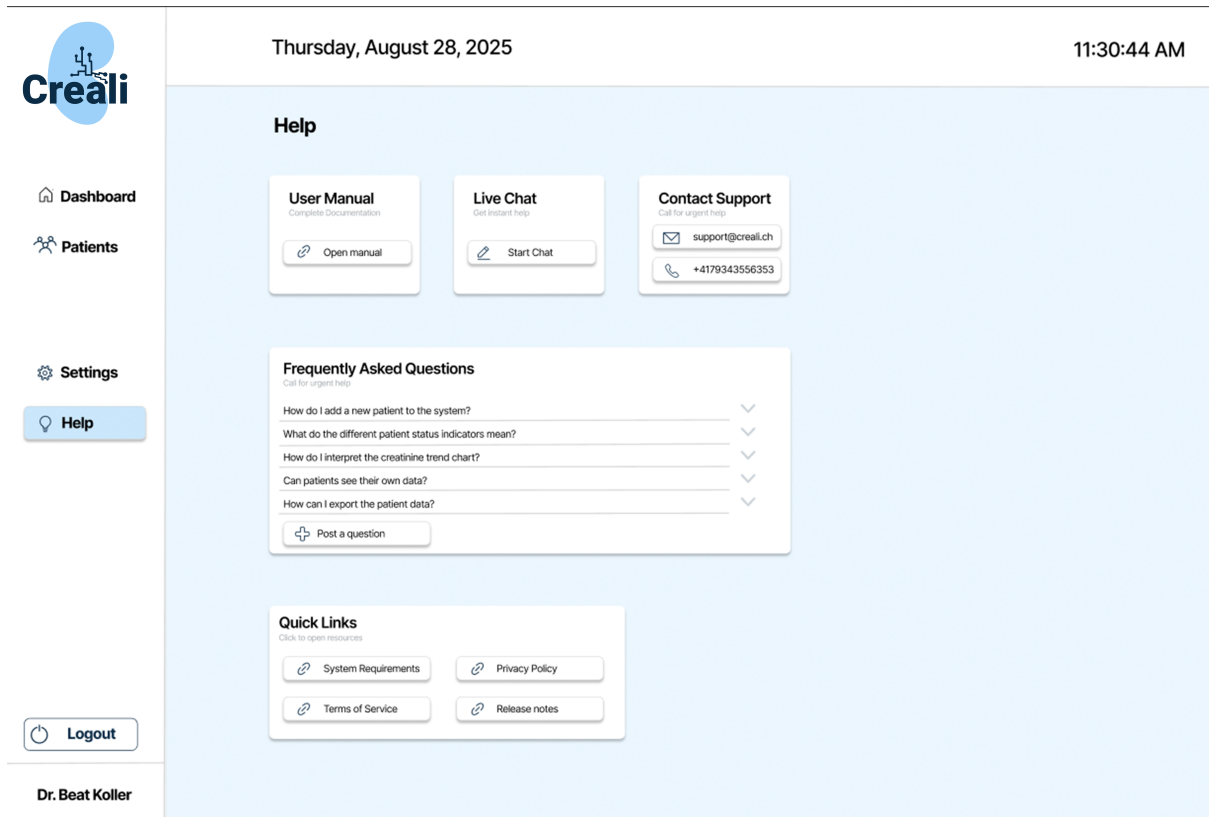 Creali
Thursday, August 28, 2025
11:30:44 AM
Dashboard
Patients
Settings
Help
Logout
Dr. Beat Koller
Help
User Manual
Complete Documentation
Open manual
Live Chat
Get instant help
Start Chat
Contact Support
Call for urgent help
support@creali.ch
+4179343556353
Frequently Asked Questions
Call for urgent help
How do I add a new patient to the system?
What do the different patient status indicators mean?
How do I interpret the creatinine trend chart?
Can patients see their own data?
How can I export the patient data?
Post a question
Quick Links
Click to open resources
System Requirements
Privacy Policy
Terms of Service
Release notes